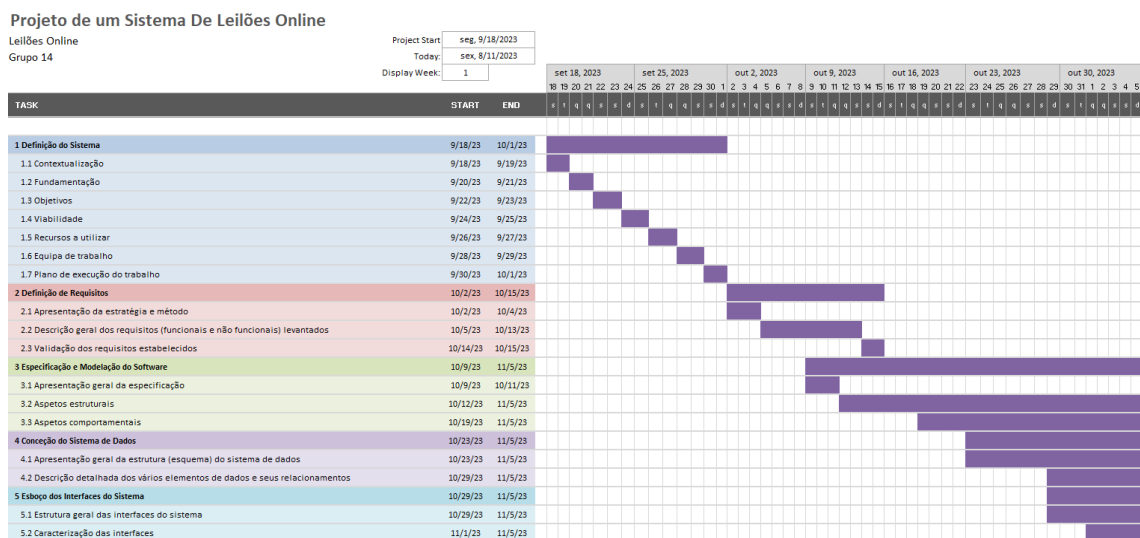 Projeto de um Sistema De Leilões Online
Leilões Online
Grupo 14
Project Start seg, 9/18/2023
Today: sex, 8/11/2023
Display Week: 1
set 18, 2023 set 25, 2023 out 2, 2023 out 9, 2023 out 16, 2023 out 23, 2023 out 30, 2023
18 19 20 21 22 23 24 25 26 27 28 29 30 1 2 3 4 5 6 7 8 9 10 11 12 13 14 15 16 17 18 19 20 21 22 23 24 25 26 27 28 29 30 31 1 2 3 4 5
TASK START END s t q q s s d s t q q s s d s t q q s s d s t q q s s d s t q q s s d s t q q s s d s t q q s s d
1 Definição do Sistema 9/18/23 10/1/23
1.1 Contextualização 9/18/23 9/19/23
1.2 Fundamentação 9/20/23 9/21/23
1.3 Objetivos 9/22/23 9/23/23
1.4 Viabilidade 9/24/23 9/25/23
1.5 Recursos a utilizar 9/26/23 9/27/23
1.6 Equipa de trabalho 9/28/23 9/29/23
1.7 Plano de execução do trabalho 9/30/23 10/1/23
2 Definição de Requisitos 10/2/23 10/15/23
2.1 Apresentação da estratégia e método 10/2/23 10/4/23
2.2 Descrição geral dos requisitos (funcionais e não funcionais) levantados 10/5/23 10/13/23
2.3 Validação dos requisitos estabelecidos 10/14/23 10/15/23
3 Especificação e Modelação do Software 10/9/23 11/5/23
3.1 Apresentação geral da especificação 10/9/23 10/11/23
3.2 Aspetos estruturais 10/12/23 11/5/23
3.3 Aspetos comportamentais 10/19/23 11/5/23
4 Conceção do Sistema de Dados 10/23/23 11/5/23
4.1 Apresentação geral da estrutura (esquema) do sistema de dados 10/23/23 11/5/23
4.2 Descrição detalhada dos vários elementos de dados e seus relacionamentos 10/29/23 11/5/23
5 Esboço dos Interfaces do Sistema 10/29/23 11/5/23
5.1 Estrutura geral das interfaces do sistema 10/29/23 11/5/23
5.2 Caracterização das interfaces 11/1/23 11/5/23